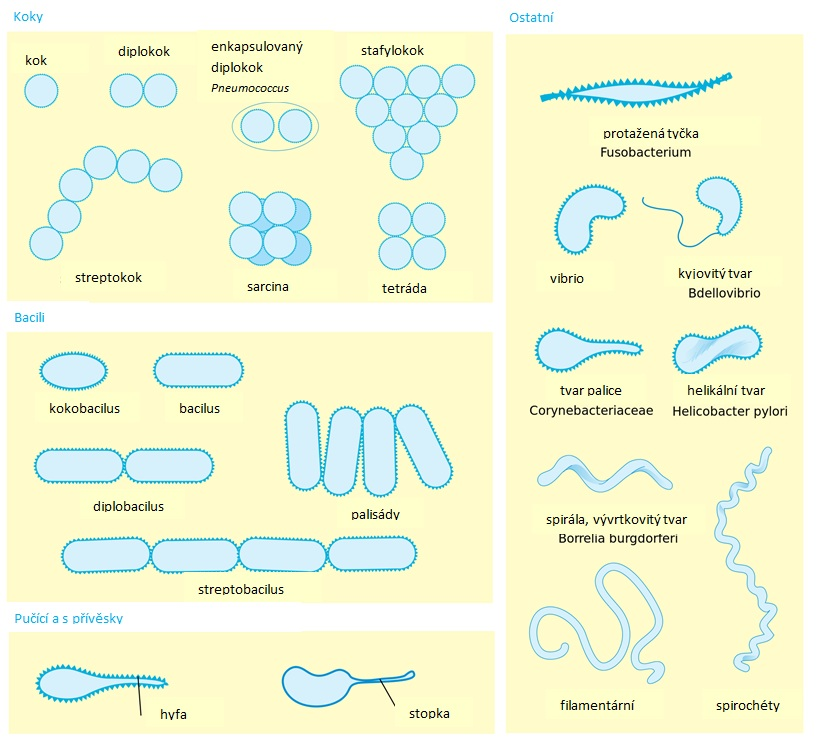 Koky
kok
diplokok
enkapsulovaný
diplokok
Pneumococcus
stafylokok
streptokok
sarcina
tetráda
Bacili
kokobacilus
bacilus
diplobacilus
palisády
streptobacilus
Pučící a s přívěsky
hyfa
stopka
Ostatní
protažená tyčka
Fusobacterium
vibrio
kyjovitý tvar
Bdellovibrio
tvar palice
Corynebacteriaceae
helikální tvar
Helicobacter pylori
spirála, vývrtkovitý tvar
Borrelia burgdorferi
filamentární
spirochéty